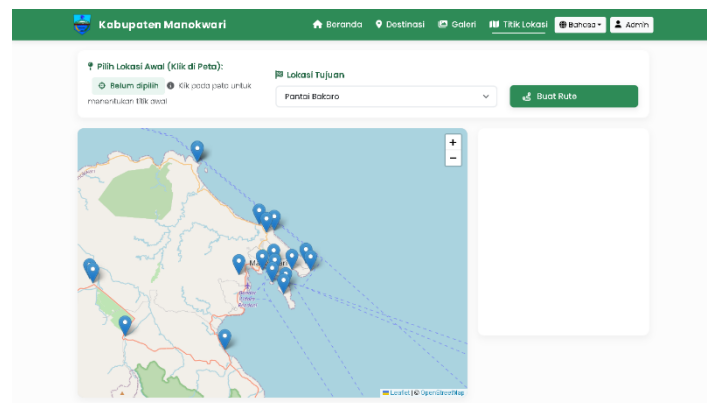 Kabupaten Manokwari
Beranda
Destinasi
Galeri
Titik Lokasi
Bahasa
Admin
Pilih Lokasi Awal (Klik di Peta):
Belum dipilih
Klik pada peta untuk
menentukan titik awal
Lokasi Tujuan
Pantai Bakaro
Buat Rute
+
−
Leaflet | © OpenStreetMap